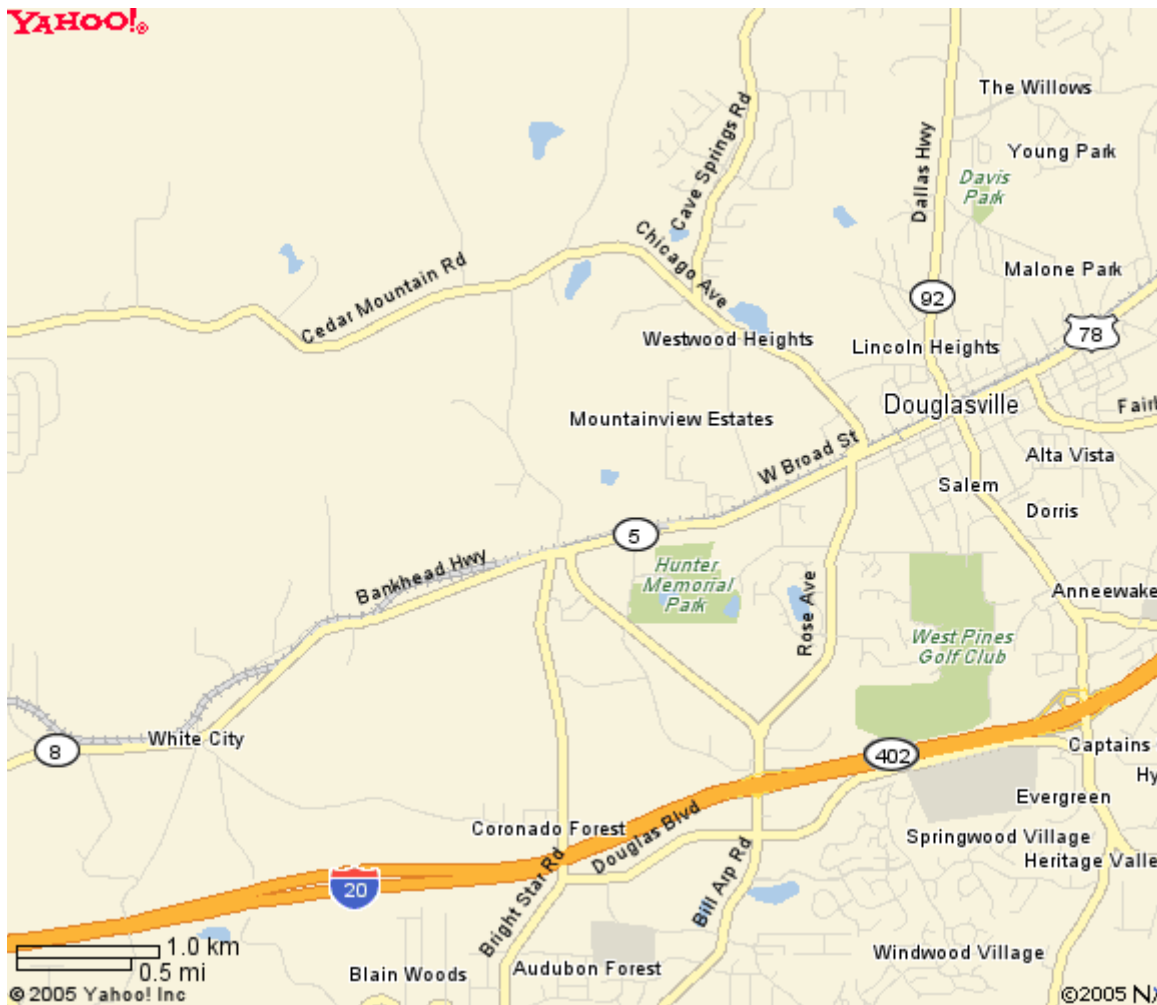 YAHOO!®
The Willows
Cave Springs Rd
Dallas Hwy
Young Park
Davis
Park
Chicago Ave
Malone Park
Cedar Mountain Rd
92
78
Westwood Heights
Lincoln Heights
Douglasville
Mountainview Estates
W Broad St
Alta Vista
Salem
Dorris
5
Bankhead Hwy
Hunter
Memorial
Park
Rose Ave
Anneewake
West Pines
Golf Club
White City
8
402
Captains
Hy
Evergreen
Coronado Forest
Douglas Blvd
Springwood Village
Heritage Valle
20
Bright Star Rd
Bill Arp Rd
1.0 km
0.5 mi
Windwood Village
Blain Woods
Audubon Forest
© 2005 Yahoo! Inc
©2005 N